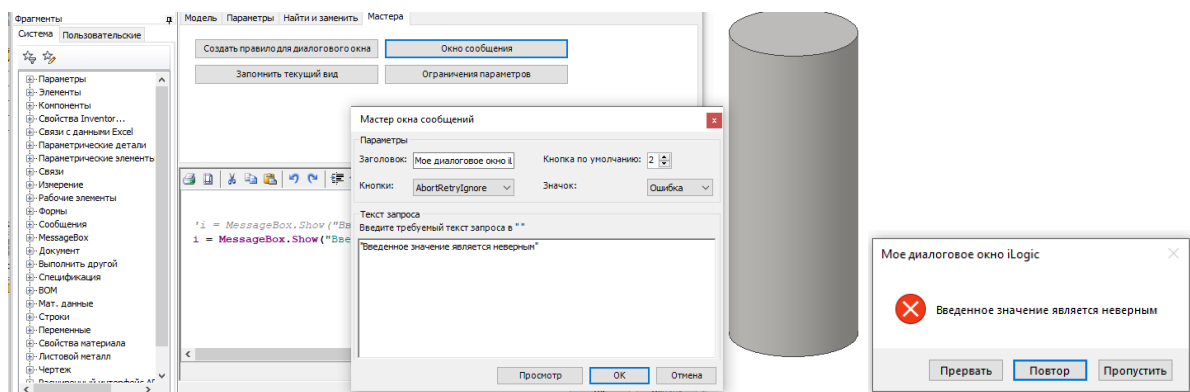 Фрагменты
Система Пользовательские
Параметры
Элементы
Компоненты
Свойства Inventor...
Связи с данными Excel
Параметрические детали
Параметрические элементы
Связи
Измерение
Рабочие элементы
Формы
Сообщения
MessageBox
Документ
Выполнить другой
Спецификация
BOM
Мат. данные
Строки
Переменные
Свойства материала
Листовой металл
Чертеж
Модель Параметры Найти и заменить Мастера
Создать правило для диалогового окна Окно сообщения
Запомнить текущий вид Ограничения параметров
'i = MessageBox.Show("Вв
i = MessageBox.Show("Вве
Мастер окна сообщений
Параметры
Заголовок: Мое диалоговое окно iL Кнопка по умолчанию: 2
Кнопки: AbortRetryIgnore Значок: Ошибка
Текст запроса
Введите требуемый текст запроса в " "
"Введенное значение является неверным"
Просмотр OK Отмена
Мое диалоговое окно iLogic
Введенное значение является неверным
Прервать Повтор Пропустить